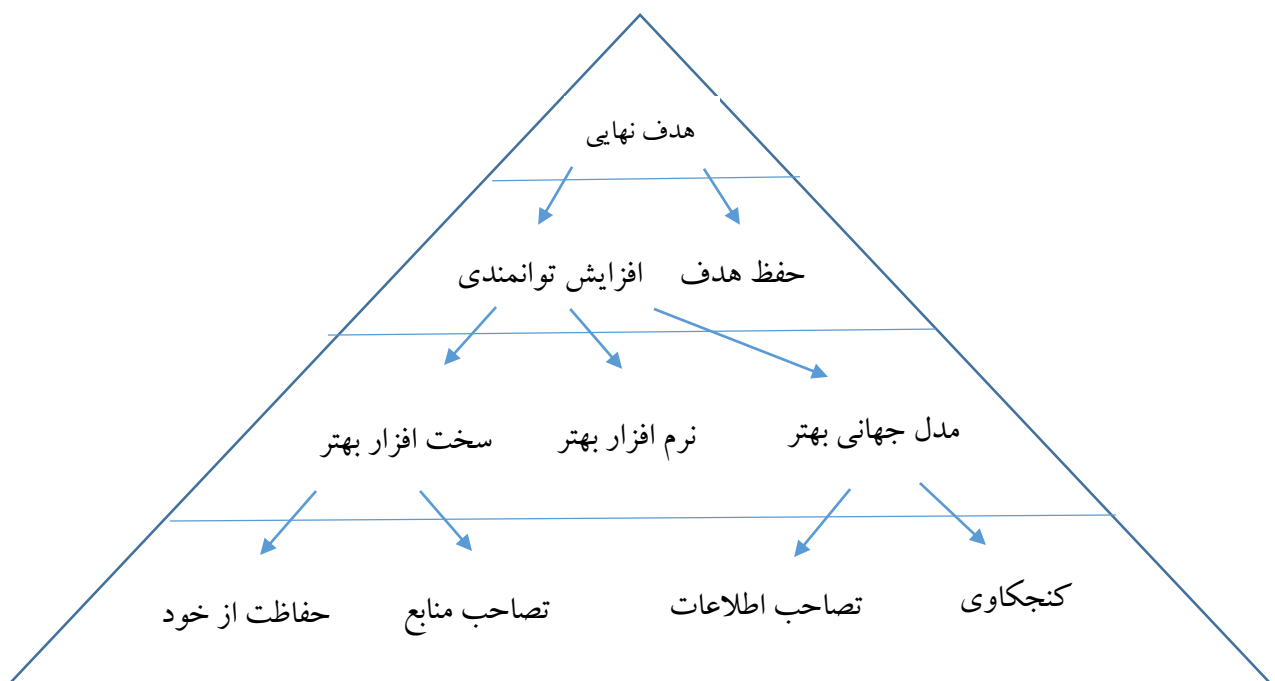 هدف نهایی
حفظ هدف افزایش توانمندی
مدل جهانی بهتر نرم افزار بهتر سخت افزار بهتر
کنجکاوی تصاحب اطلاعات تصاحب منابع حفاظت از خود